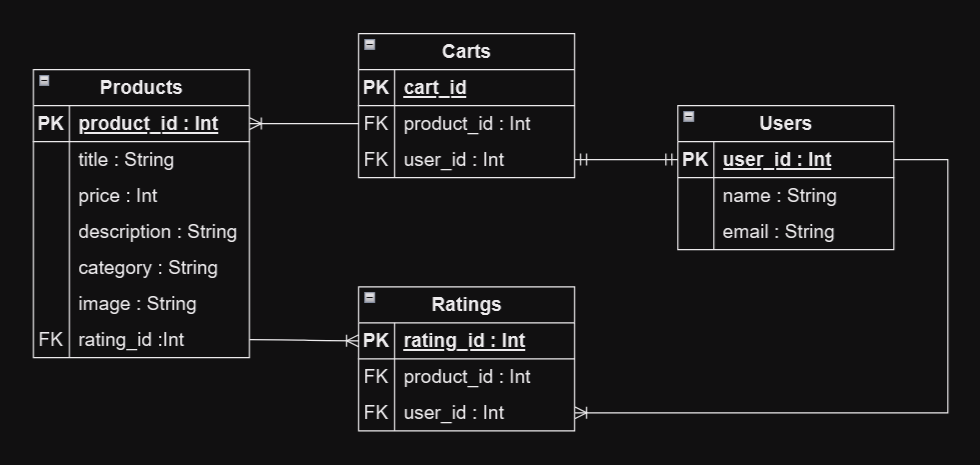 Products
PK product_id : Int
title : String
price : Int
description : String
category : String
image : String
FK rating_id :Int
Carts
PK cart_id
FK product_id : Int
FK user_id : Int
Users
PK user_id : Int
name : String
email : String
Ratings
PK rating_id : Int
FK product_id : Int
FK user_id : Int